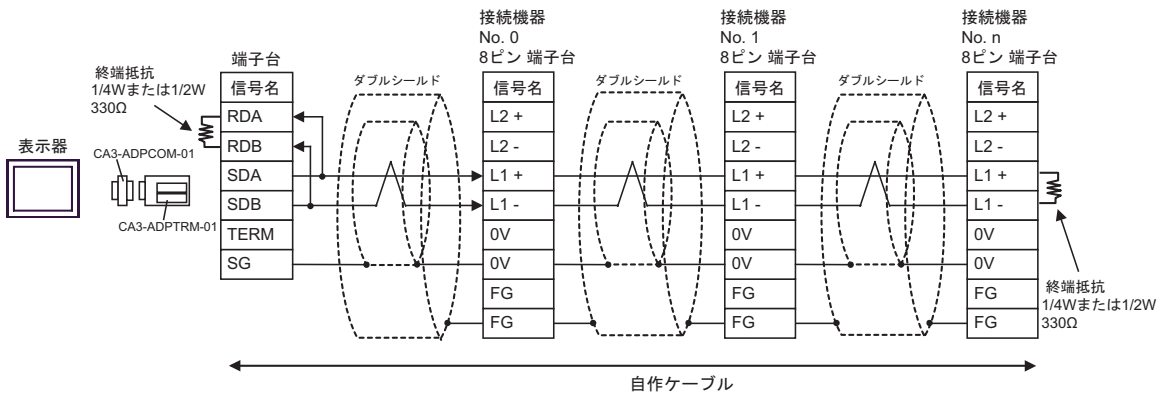 接続機器
No. 0
8ピン 端子台
接続機器
No. 1
8ピン 端子台
接続機器
No. n
8ピン 端子台
端子台
終端抵抗
1/4Wまたは1/2W
330Ω
ダブルシールド
ダブルシールド
ダブルシールド
信号名
RDA
RDB
SDA
SDB
TERM
SG
表示器
CA3-ADPCOM-01
CA3-ADPTRM-01
信号名
L2 +
L2 -
L1 +
L1 -
0V
0V
FG
FG
信号名
L2 +
L2 -
L1 +
L1 -
0V
0V
FG
FG
信号名
L2 +
L2 -
L1 +
L1 -
0V
0V
FG
FG
終端抵抗
1/4Wまたは1/2W
330Ω
自作ケーブル